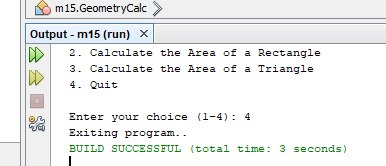 m15.GeometryCalc
Output - m15 (run)
2. Calculate the Area of a Rectangle
3. Calculate the Area of a Triangle
4. Quit
Enter your choice (1-4): 4
Exiting program..
BUILD SUCCESSFUL (total time: 3 seconds)